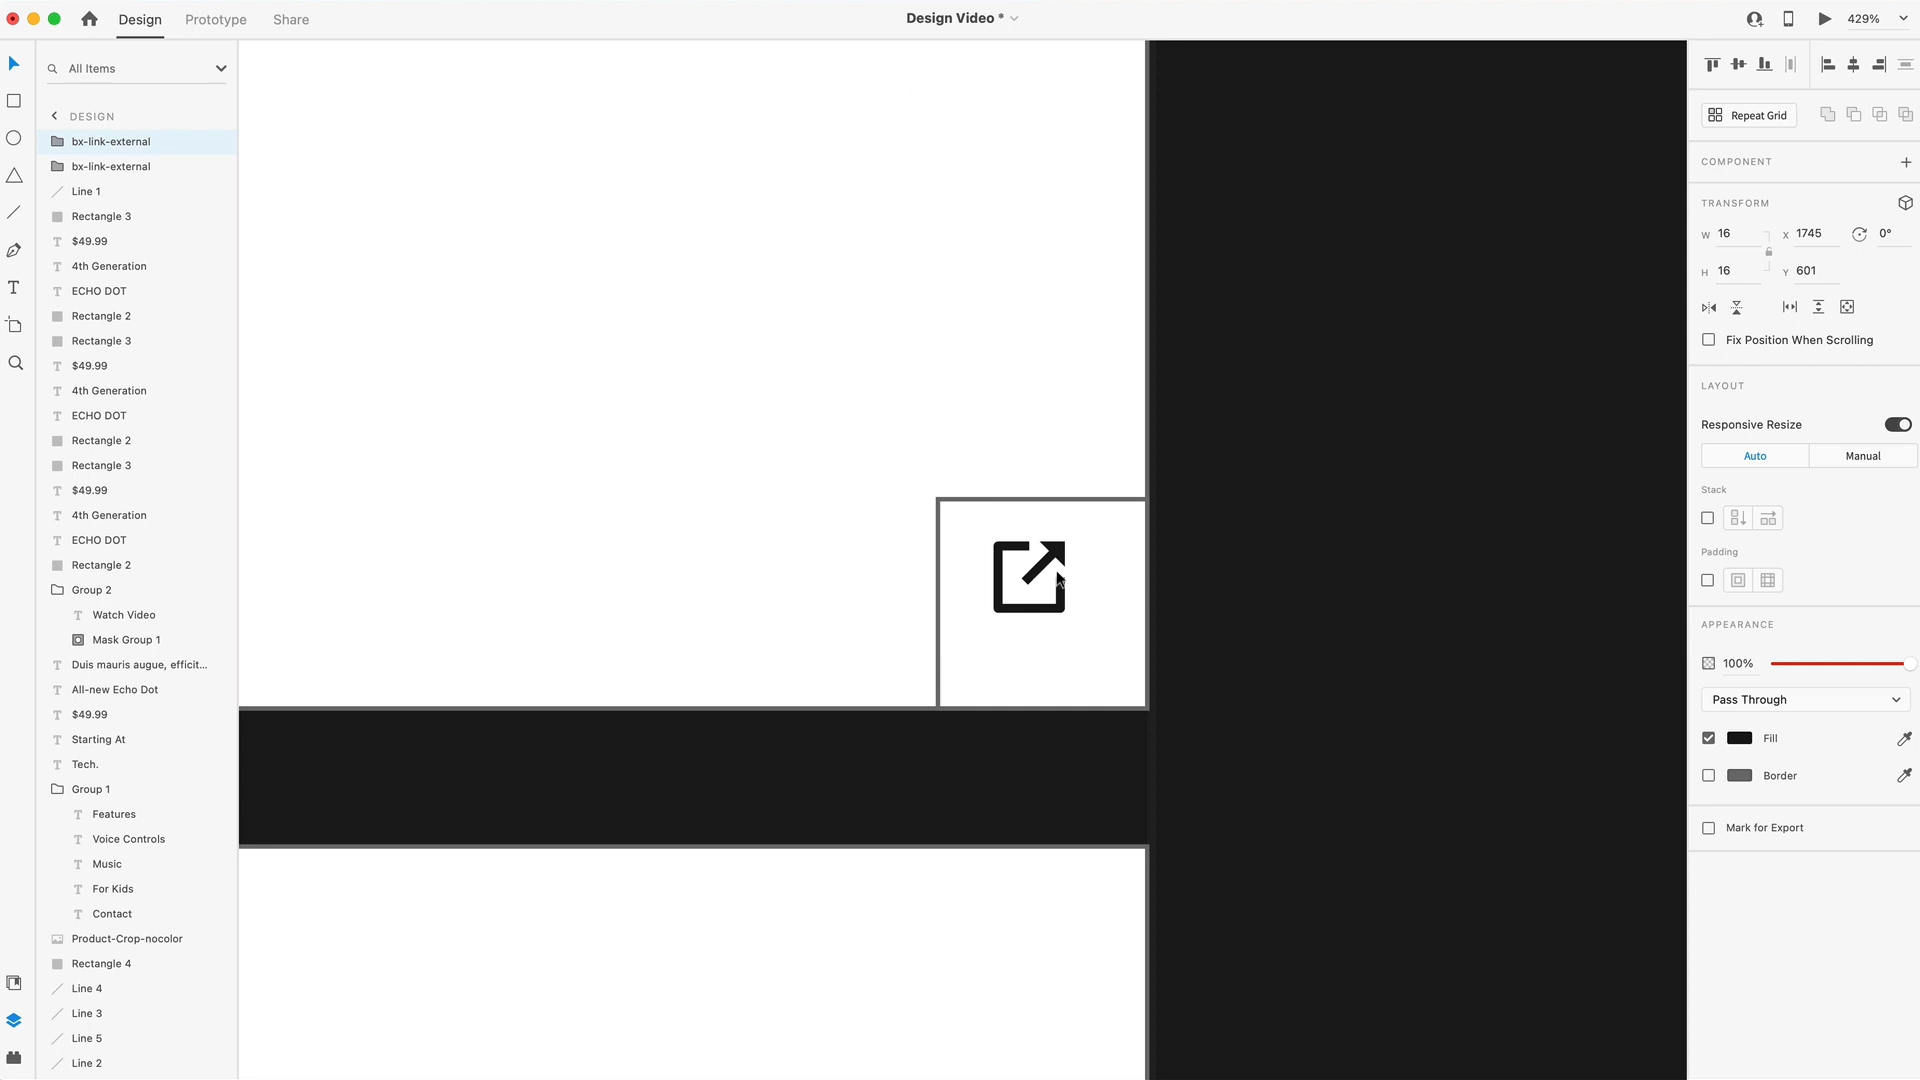 Design
Prototype
Share
Design Video *
429%
All Items
DESIGN
bx-link-external
bx-link-external
Line 1
Rectangle 3
$49.99
4th Generation
ECHO DOT
Rectangle 2
Rectangle 3
$49.99
4th Generation
ECHO DOT
Rectangle 2
Rectangle 3
$49.99
4th Generation
ECHO DOT
Rectangle 2
Group 2
Watch Video
Mask Group 1
Duis mauris augue, efficit...
All-new Echo Dot
$49.99
Starting At
Tech.
Group 1
Features
Voice Controls
Music
For Kids
Contact
Product-Crop-nocolor
Rectangle 4
Line 4
Line 3
Line 5
Line 2
Repeat Grid
COMPONENT
TRANSFORM
W 16 X 1745 0°
H 16 Y 601
Fix Position When Scrolling
LAYOUT
Responsive Resize
Auto Manual
Stack
Padding
APPEARANCE
100%
Pass Through
Fill
Border
Mark for Export